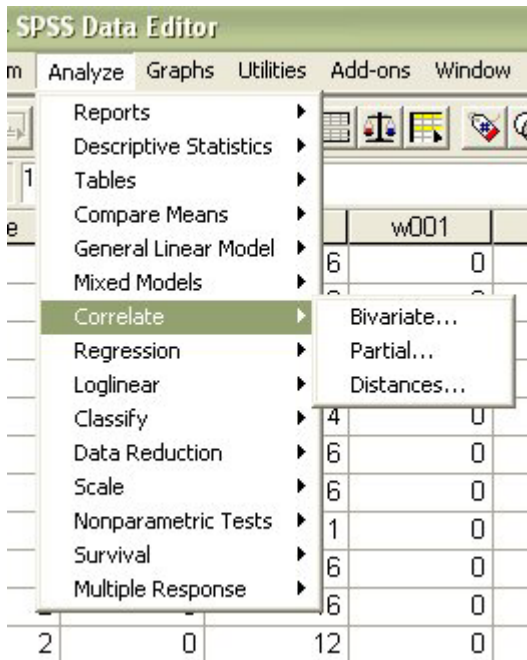 SPSS Data Editor
m Analyze Graphs Utilities Add-ons Window
Reports
Descriptive Statistics
1
Tables
Compare Means
e w001
General Linear Model
6 0
Mixed Models
Correlate Bivariate...
Regression Partial...
Loglinear Distances...
Classify 4 0
Data Reduction 6 0
Scale 6 0
Nonparametric Tests 1 0
Survival 6 0
Multiple Response
16 0
2 0 12 0